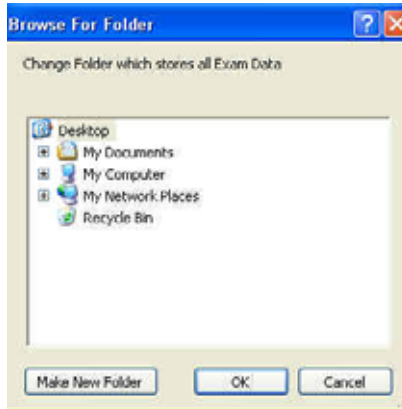 Browse For Folder
Change Folder which stores all Exam Data
Desktop
My Documents
My Computer
My Network Places
Recycle Bin
Make New Folder OK Cancel